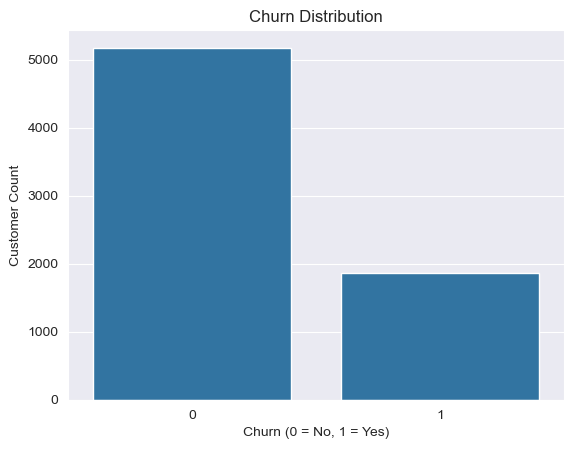 Churn Distribution
5000
4000
3000
2000
1000
0
Customer Count
0 1
Churn (0 = No, 1 = Yes)